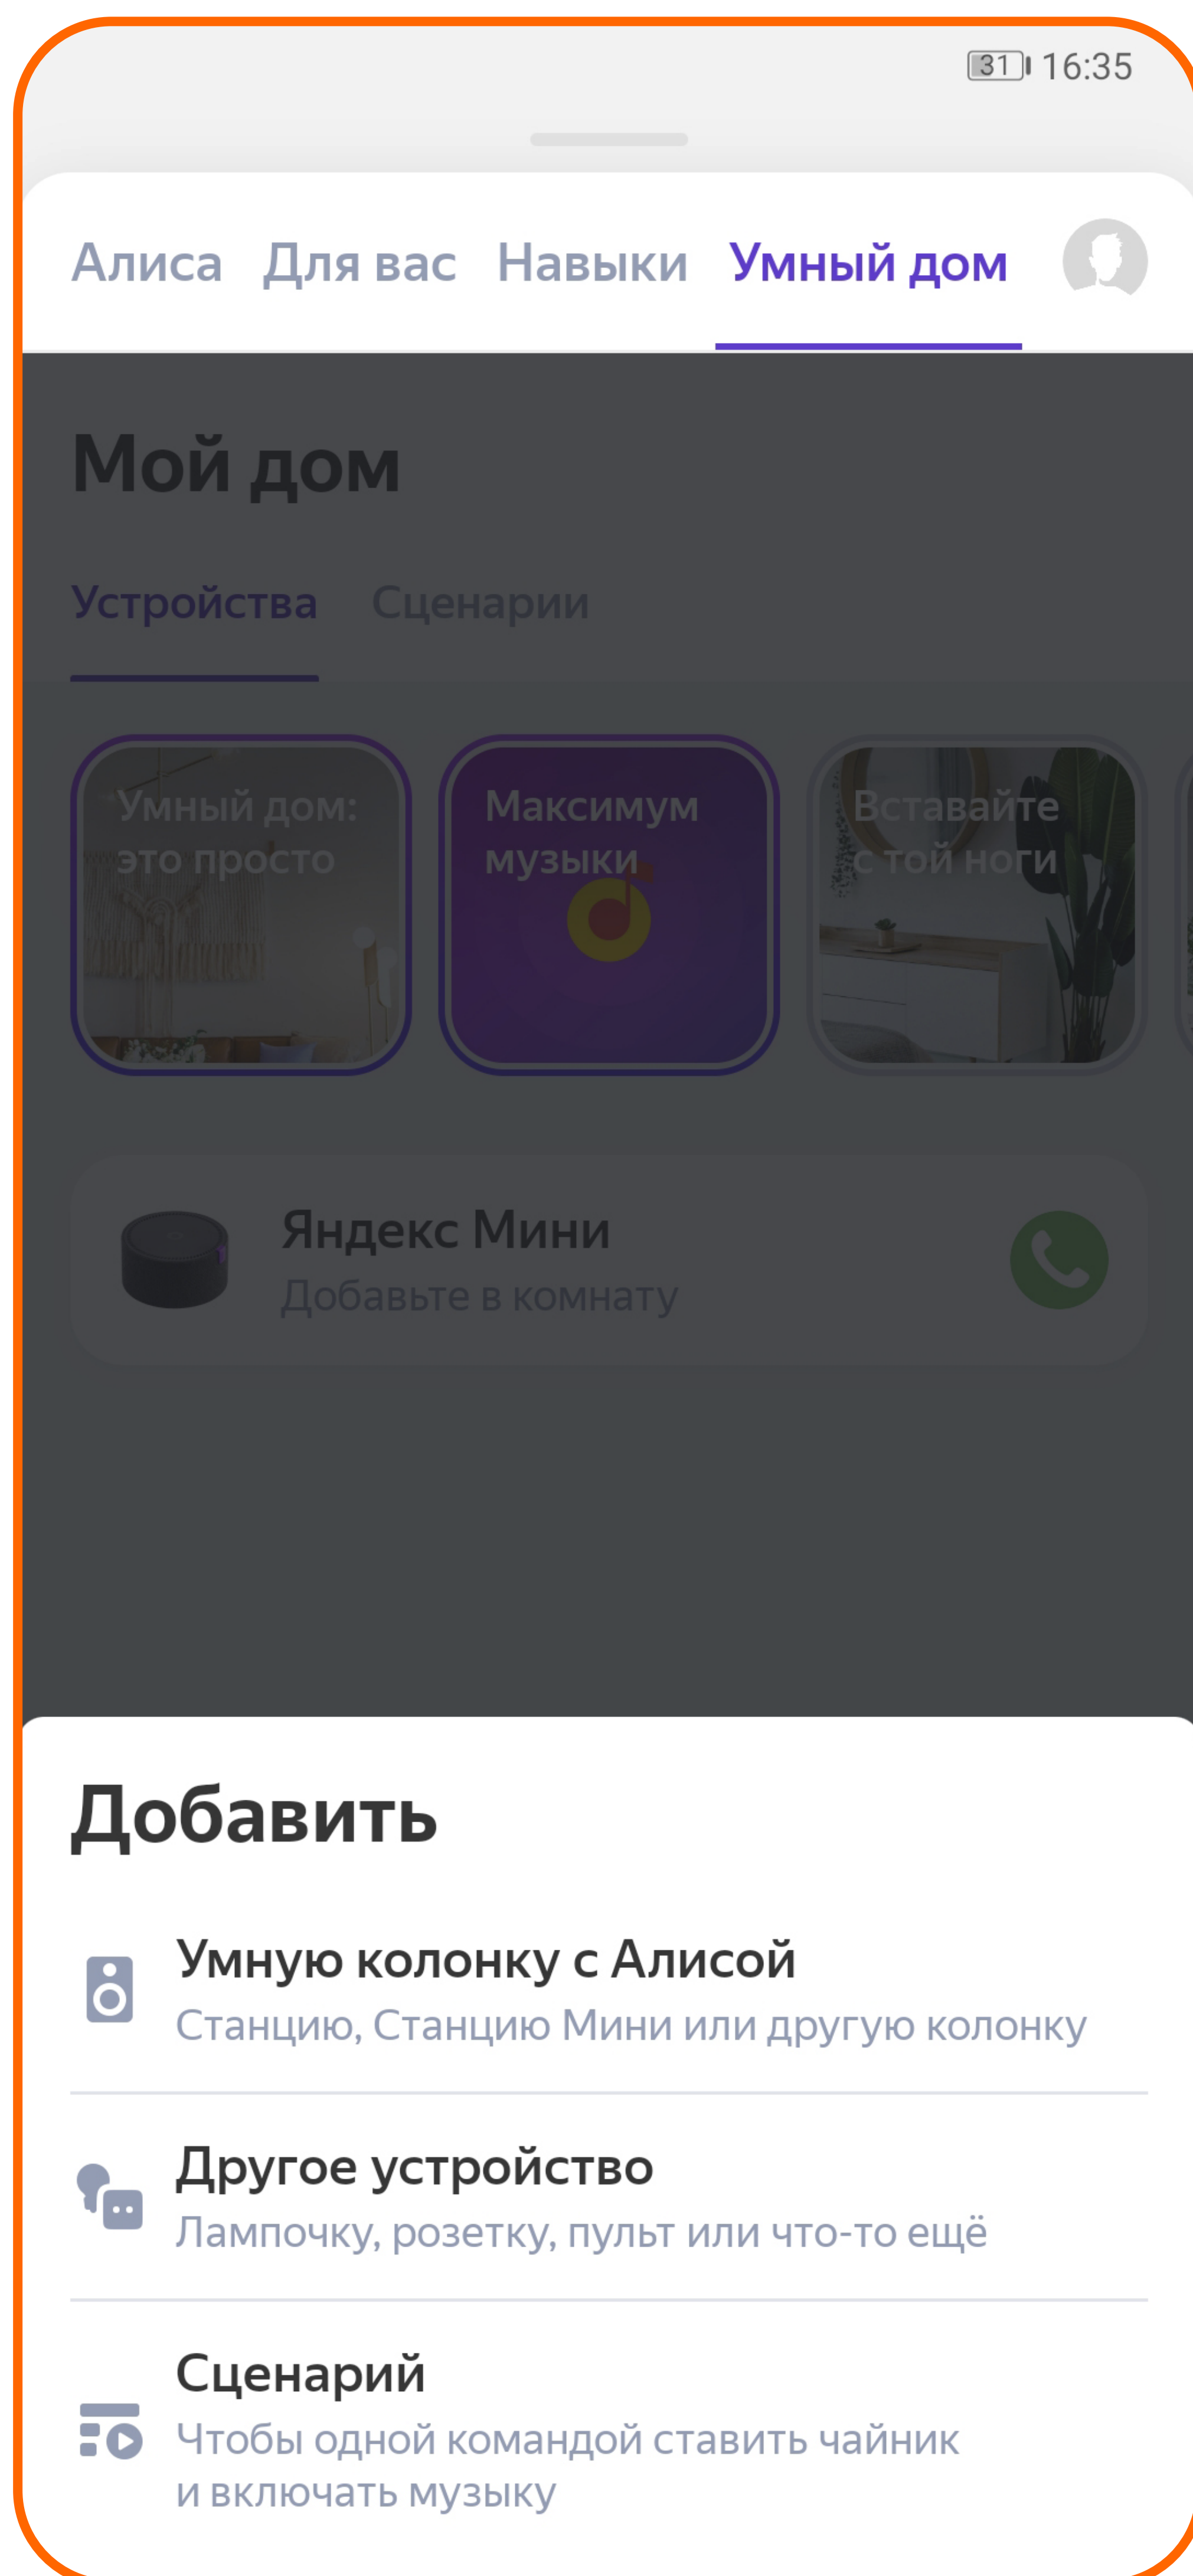 31 16:35
Алиса Для вас Навыки Умный дом
Мой дом
Устройства Сценарии
Умный дом:
это просто
Максимум
музыки
Вставайте
с той ноги
Яндекс Мини
Добавьте в комнату
Добавить
Умную колонку с Алисой
Станцию, Станцию Мини или другую колонку
Другое устройство
Лампочку, розетку, пульт или что-то ещё
Сценарий
Чтобы одной командой ставить чайник
и включать музыку